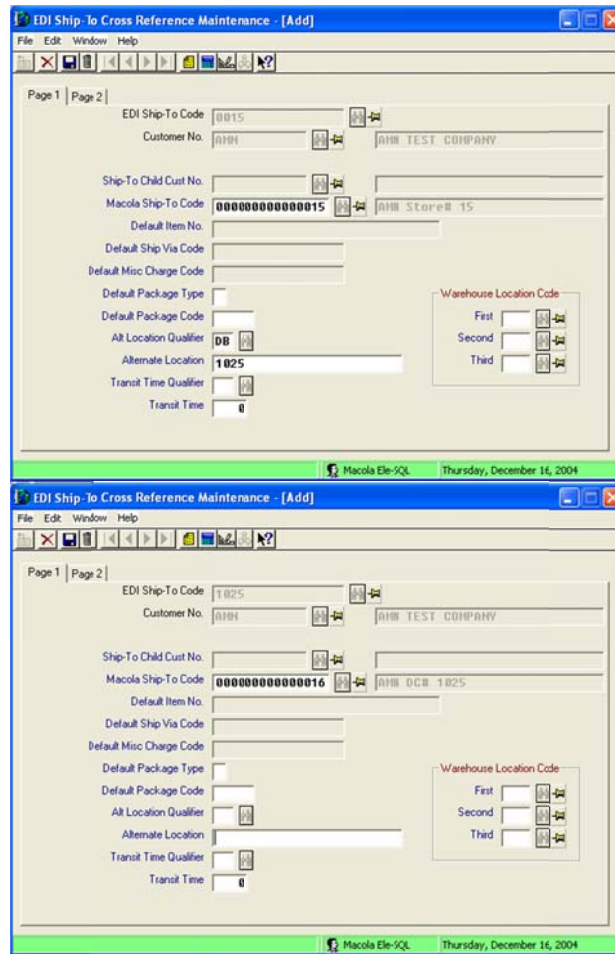 EDI Ship-To Cross Reference Maintenance - [Add]
File Edit Window Help
Page 1 Page 2
EDI Ship-To Code 0015
Customer No. AMN AMN TEST COMPANY
Ship-To Child Cust No.
Macola Ship-To Code 000000000000015 AMN Store# 15
Default Item No.
Default Ship Via Code
Default Misc Charge Code
Default Package Type Warehouse Location Code
Default Package Code First
Alt Location Qualifier DB Second
Alternate Location 1025 Third
Transit Time Qualifier
Transit Time 0
Macola Ele-SQL Thursday, December 16, 2004
EDI Ship-To Cross Reference Maintenance - [Add]
File Edit Window Help
Page 1 Page 2
EDI Ship-To Code 1025
Customer No. AMN AMN TEST COMPANY
Ship-To Child Cust No.
Macola Ship-To Code 000000000000016 AMN DC# 1025
Default Item No.
Default Ship Via Code
Default Misc Charge Code
Default Package Type Warehouse Location Code
Default Package Code First
Alt Location Qualifier Second
Alternate Location Third
Transit Time Qualifier
Transit Time 0
Macola Ele-SQL Thursday, December 16, 2004